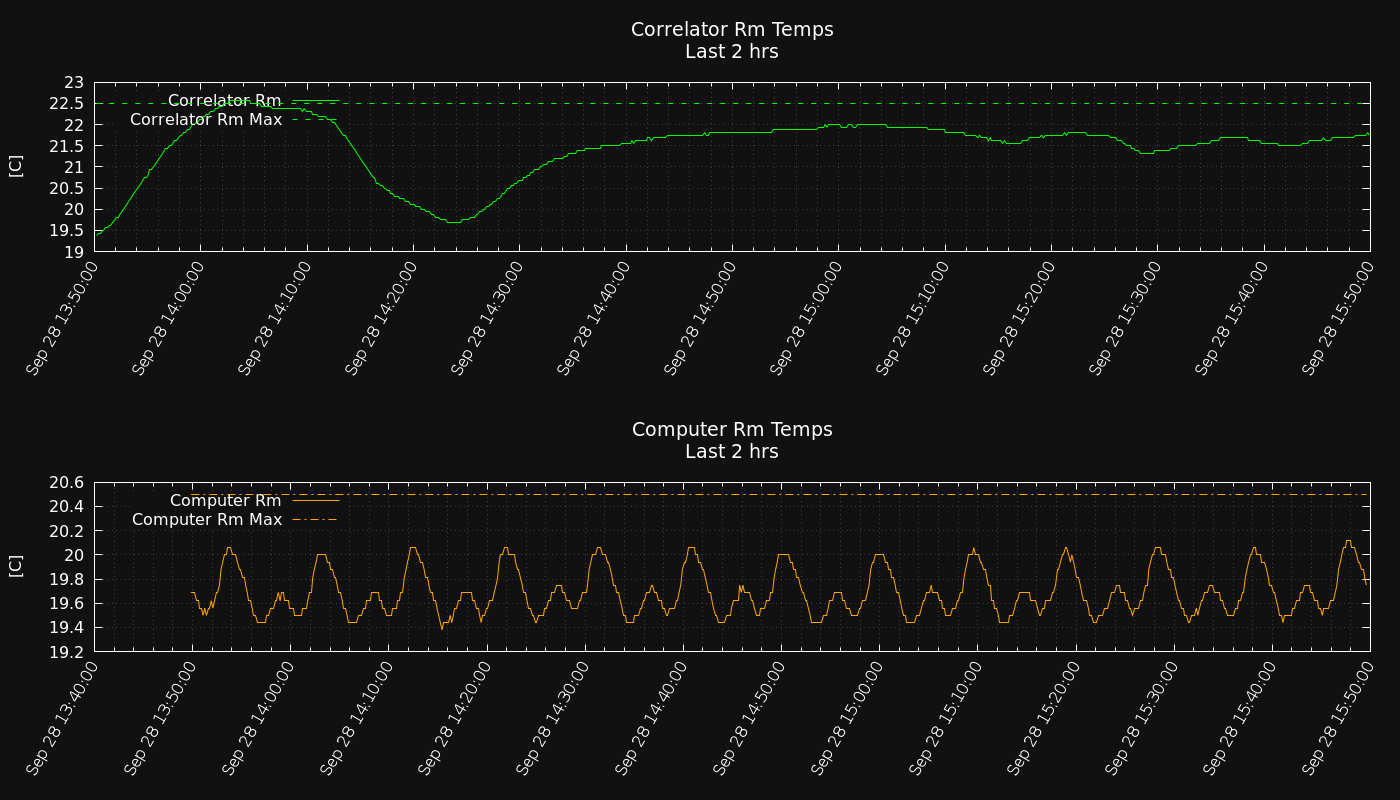 Correlator Rm Temps
Last 2 hrs
23
22.5
22
21.5
21
20.5
20
19.5
19
[C]
Correlator Rm
Correlator Rm Max
Sep 28 13:50:00
Sep 28 14:00:00
Sep 28 14:10:00
Sep 28 14:20:00
Sep 28 14:30:00
Sep 28 14:40:00
Sep 28 14:50:00
Sep 28 15:00:00
Sep 28 15:10:00
Sep 28 15:20:00
Sep 28 15:30:00
Sep 28 15:40:00
Sep 28 15:50:00
Computer Rm Temps
Last 2 hrs
20.6
20.4
20.2
20
19.8
19.6
19.4
19.2
[C]
Computer Rm
Computer Rm Max
Sep 28 13:40:00
Sep 28 13:50:00
Sep 28 14:00:00
Sep 28 14:10:00
Sep 28 14:20:00
Sep 28 14:30:00
Sep 28 14:40:00
Sep 28 14:50:00
Sep 28 15:00:00
Sep 28 15:10:00
Sep 28 15:20:00
Sep 28 15:30:00
Sep 28 15:40:00
Sep 28 15:50:00